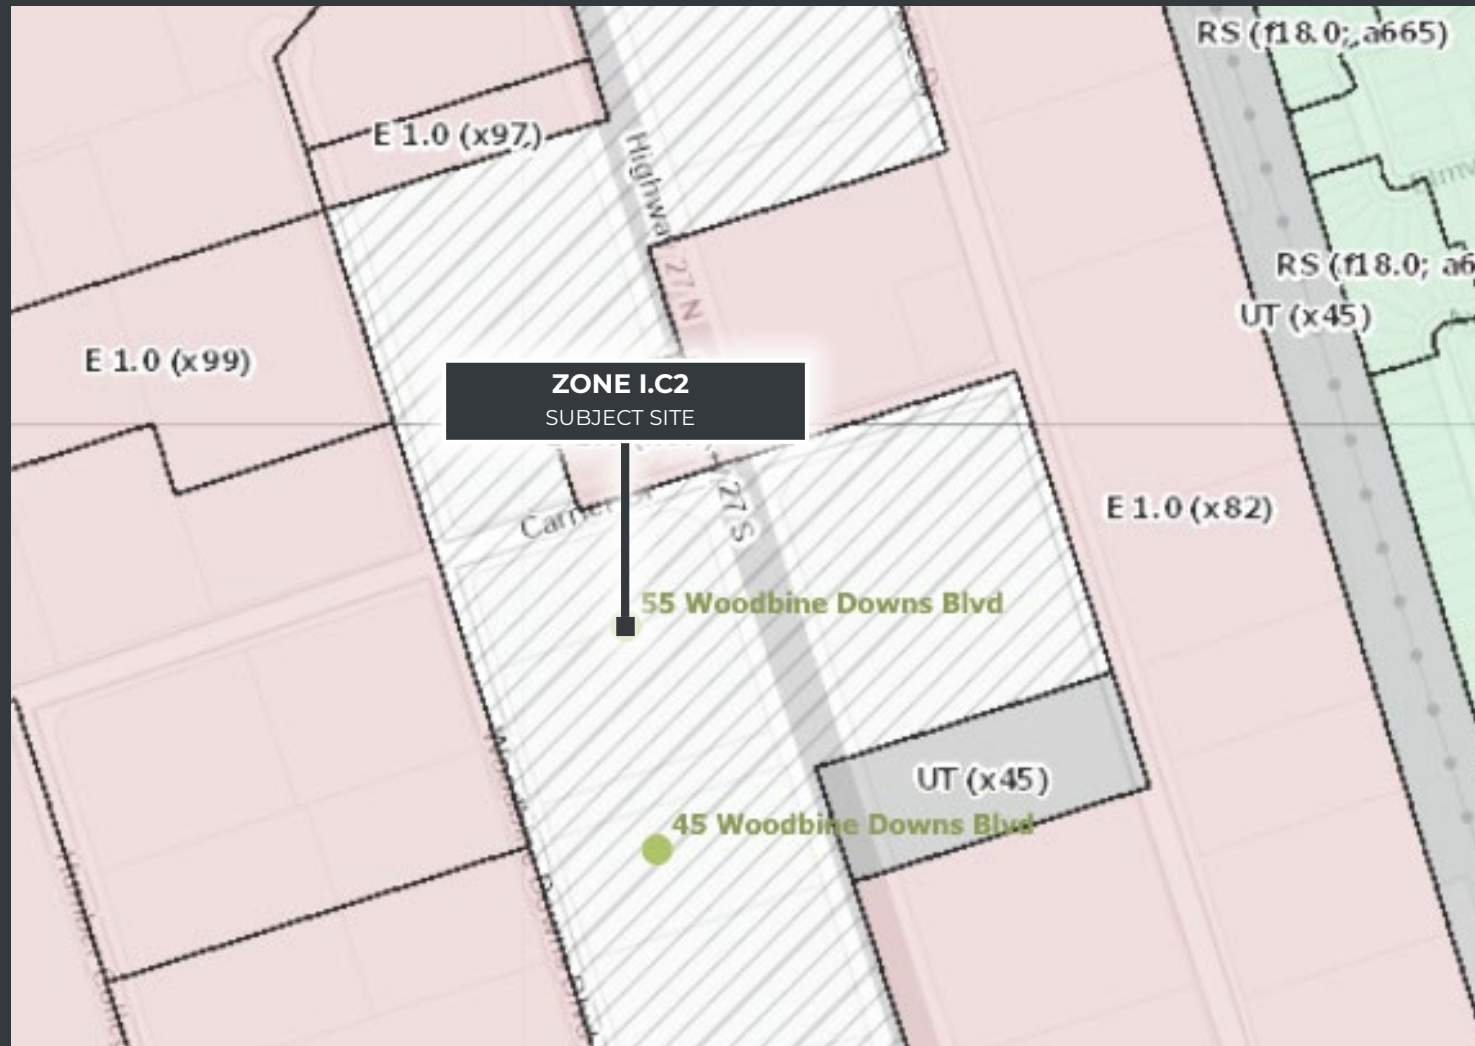 RS (f18.0; a665)
E 1.0 (x97)
Highwa
27 N
RS (f18.0; a6
UT (x45)
E 1.0 (x99)
ZONE I.C2
SUBJECT SITE
27 S
E 1.0 (x82)
55 Woodbine Downs Blvd
UT (x45)
45 Woodbine Downs Blvd